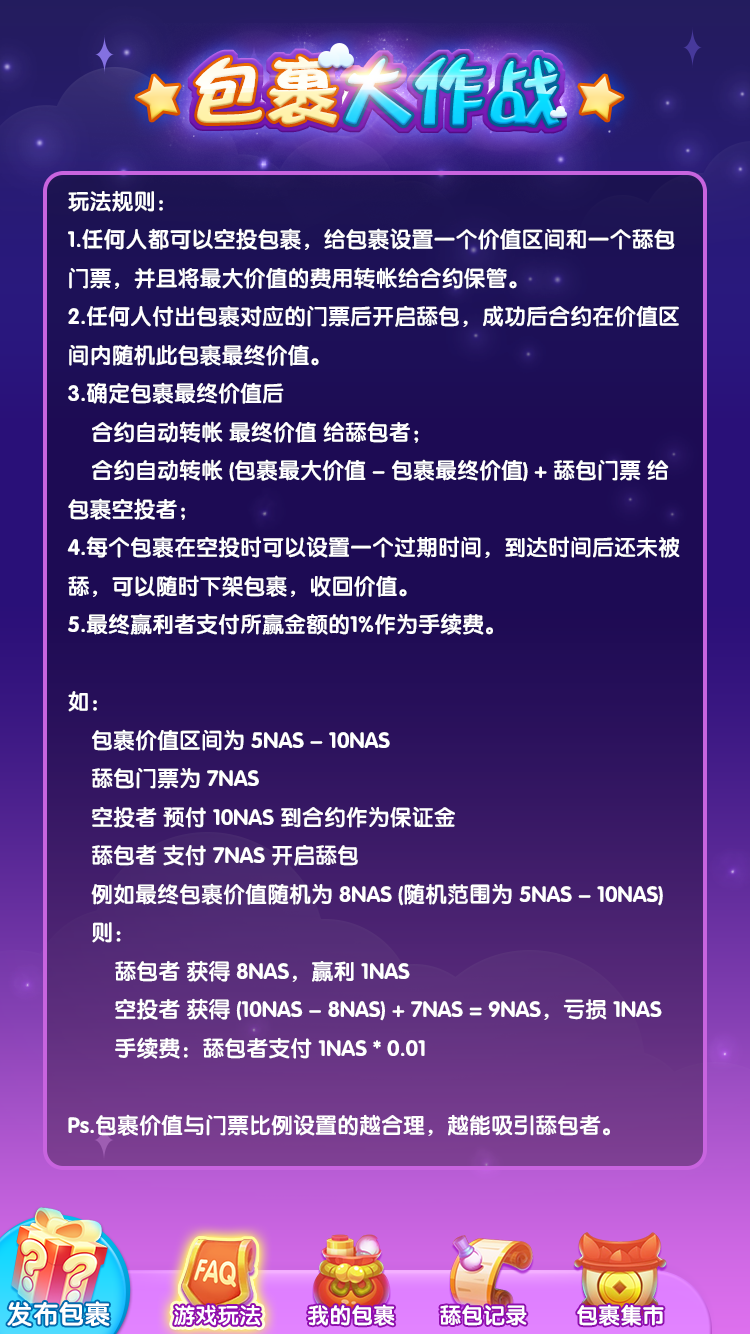 包裹大作战
玩法规则：
1.任何人都可以空投包裹，给包裹设置一个价值区间和一个舔包
门票，并且将最大价值的费用转帐给合约保管。
2.任何人付出包裹对应的门票后开启舔包，成功后合约在价值区
间内随机此包裹最终价值。
3.确定包裹最终价值后
合约自动转帐 最终价值 给舔包者；
合约自动转帐 (包裹最大价值 – 包裹最终价值) + 舔包门票 给
包裹空投者；
4.每个包裹在空投时可以设置一个过期时间，到达时间后还未被
舔，可以随时下架包裹，收回价值。
5.最终赢利者支付所赢金额的1%作为手续费。
如：
包裹价值区间为 5NAS – 10NAS
舔包门票为 7NAS
空投者 预付 10NAS 到合约作为保证金
舔包者 支付 7NAS 开启舔包
例如最终包裹价值随机为 8NAS (随机范围为 5NAS – 10NAS)
则：
舔包者 获得 8NAS，赢利 1NAS
空投者 获得 (10NAS – 8NAS) + 7NAS = 9NAS，亏损 1NAS
手续费：舔包者支付 1NAS * 0.01
Ps.包裹价值与门票比例设置的越合理，越能吸引舔包者。
? ?
FAQ
发布包裹 游戏玩法 我的包裹 舔包记录 包裹集市